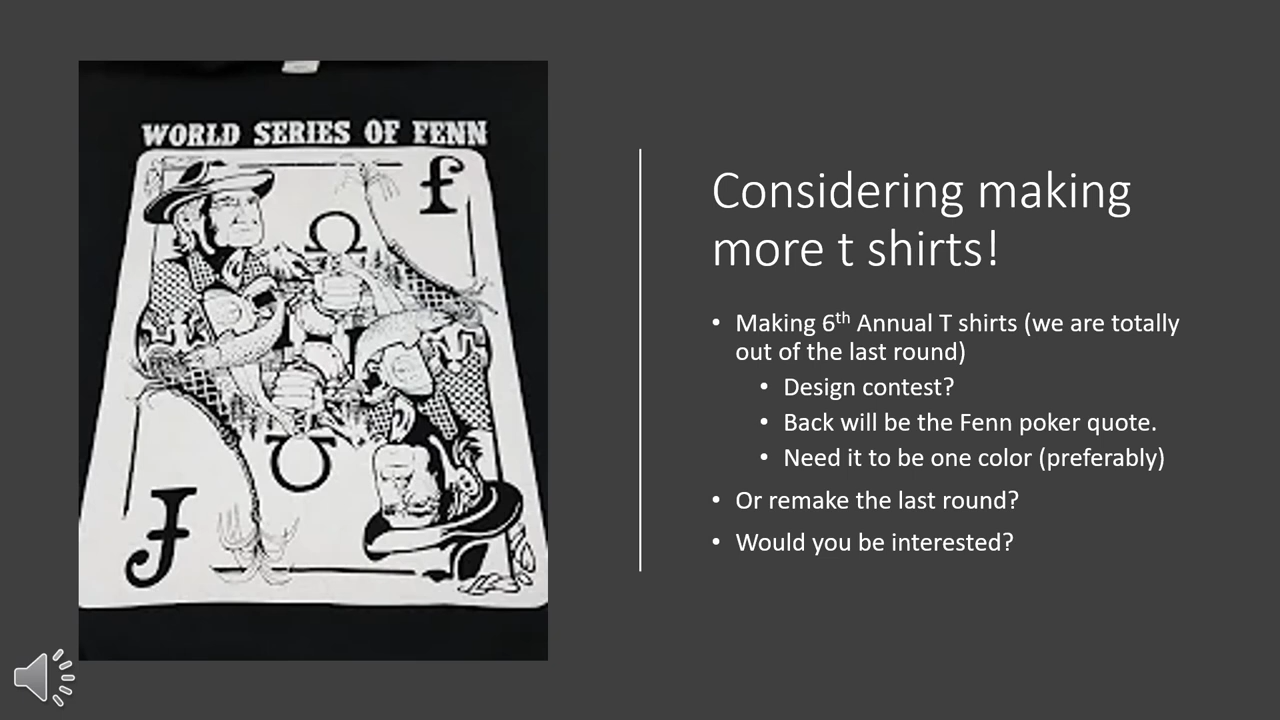 WORLD SERIES OF FENN
f
Ω
Ω
f
Considering making
more t shirts!
• Making 6th Annual T shirts (we are totally
out of the last round)
• Design contest?
• Back will be the Fenn poker quote.
• Need it to be one color (preferably)
• Or remake the last round?
• Would you be interested?